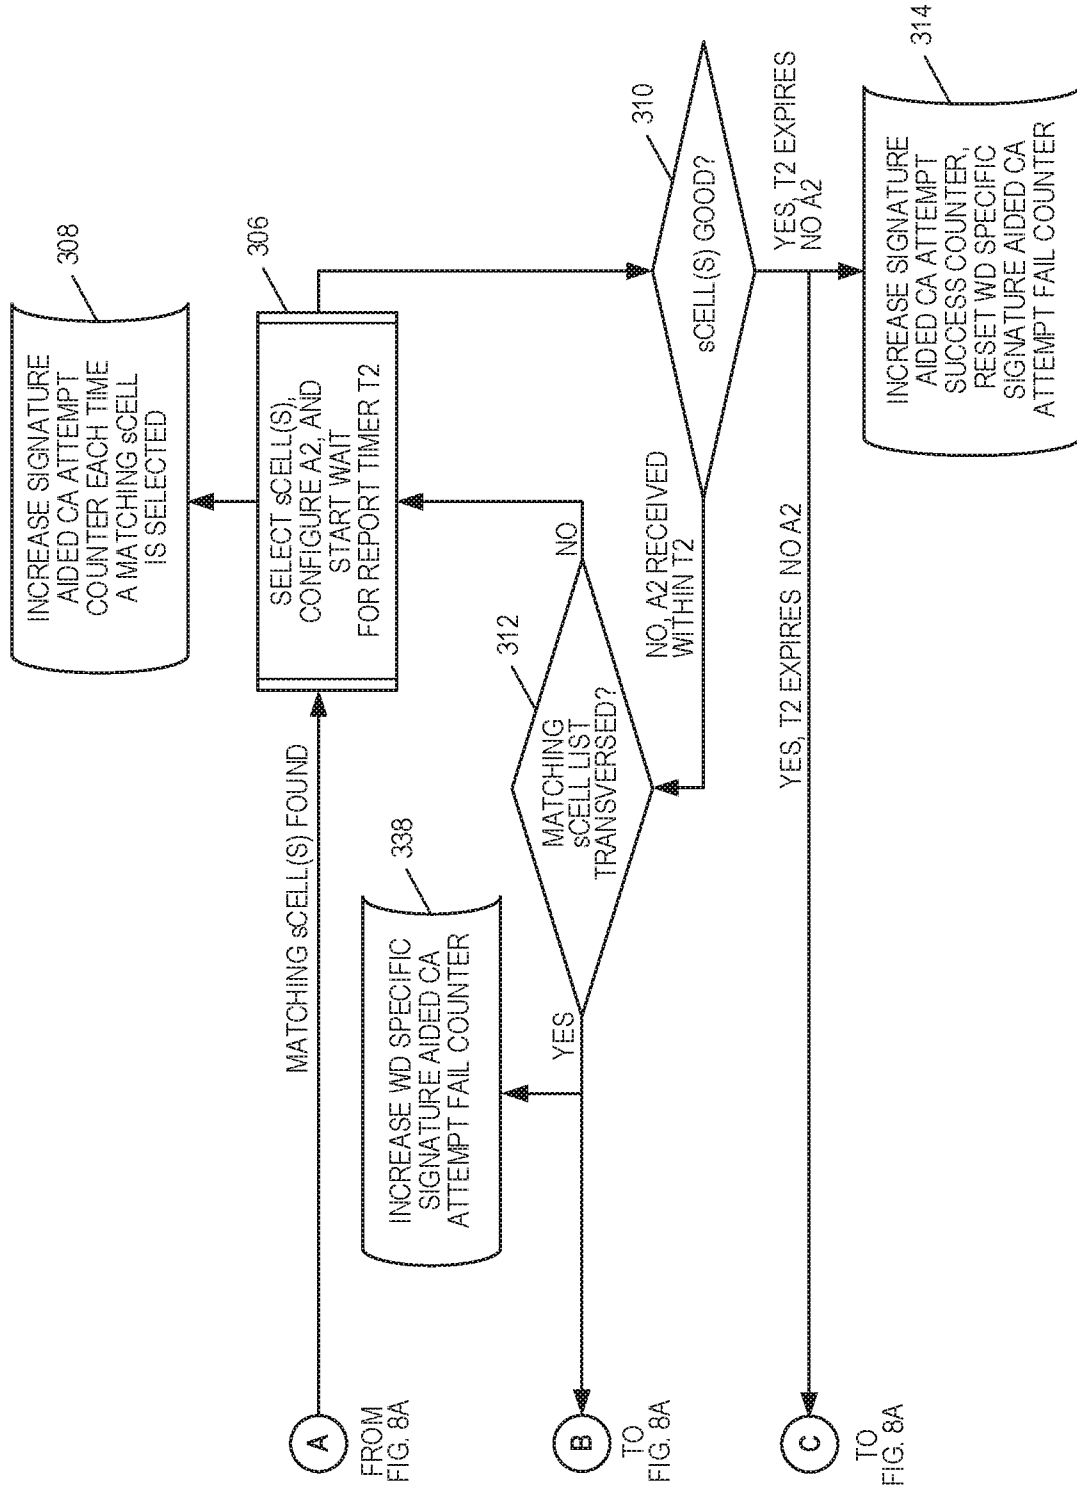 INCREASE SIGNATURE
AIDED CA ATTEMPT
COUNTER EACH TIME
A MATCHING sCELL
IS SELECTED
308
MATCHING sCELL(S) FOUND
SELECT sCELL(S),
CONFIGURE A2, AND
START WAIT
FOR REPORT TIMER T2
306
A
FROM
FIG. 8A
INCREASE WD SPECIFIC
SIGNATURE AIDED CA
ATTEMPT FAIL COUNTER
338
YES
MATCHING
sCELL LIST
TRANSVERSED?
312
NO
B
TO
FIG. 8A
NO, A2 RECEIVED
WITHIN T2
sCELL(S) GOOD?
310
YES, T2 EXPIRES
NO A2
YES, T2 EXPIRES NO A2
C
TO
FIG. 8A
INCREASE SIGNATURE
AIDED CA ATTEMPT
SUCCESS COUNTER,
RESET WD SPECIFIC
SIGNATURE AIDED CA
ATTEMPT FAIL COUNTER
314